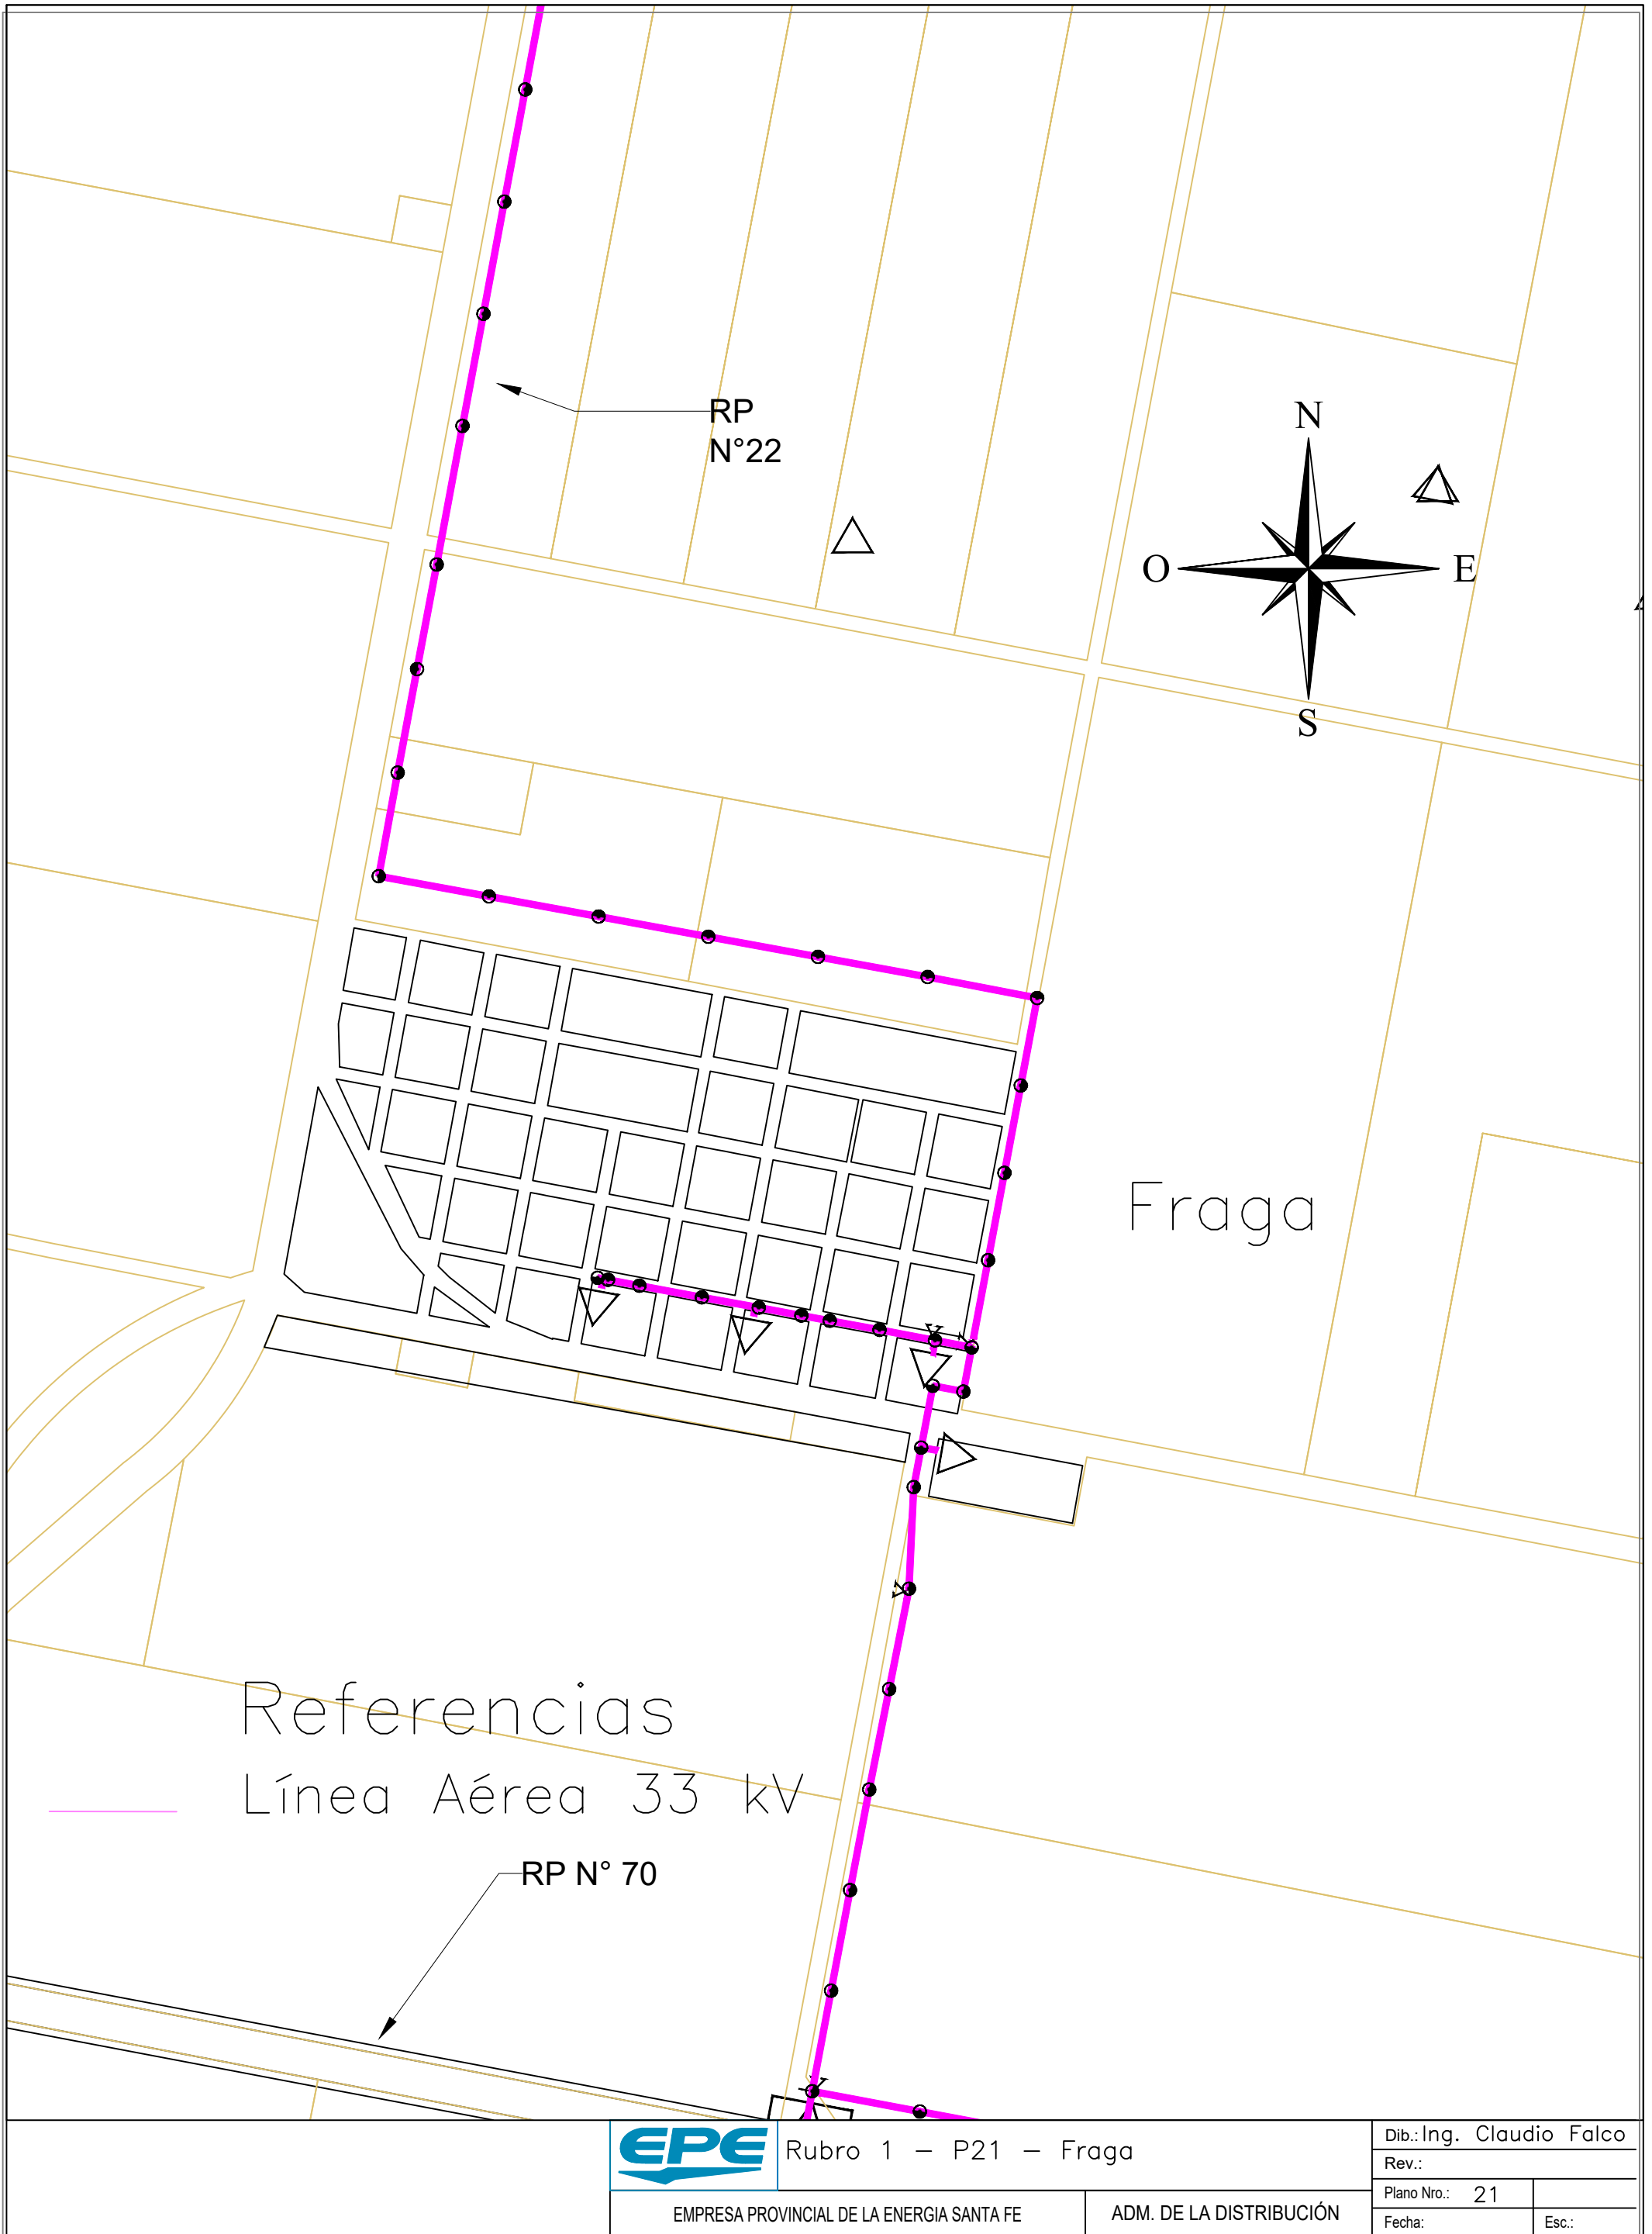 RP
N°22
N
O
E
S
Fraga
Referencias
Línea Aérea 33 kV
RP N° 70
EPE
Rubro 1 - P21 - Fraga
EMPRESA PROVINCIAL DE LA ENERGIA SANTA FE
ADM. DE LA DISTRIBUCIÓN
Dib.: Ing. Claudio Falco
Rev.:
Plano Nro.: 21
Fecha:
Esc.: